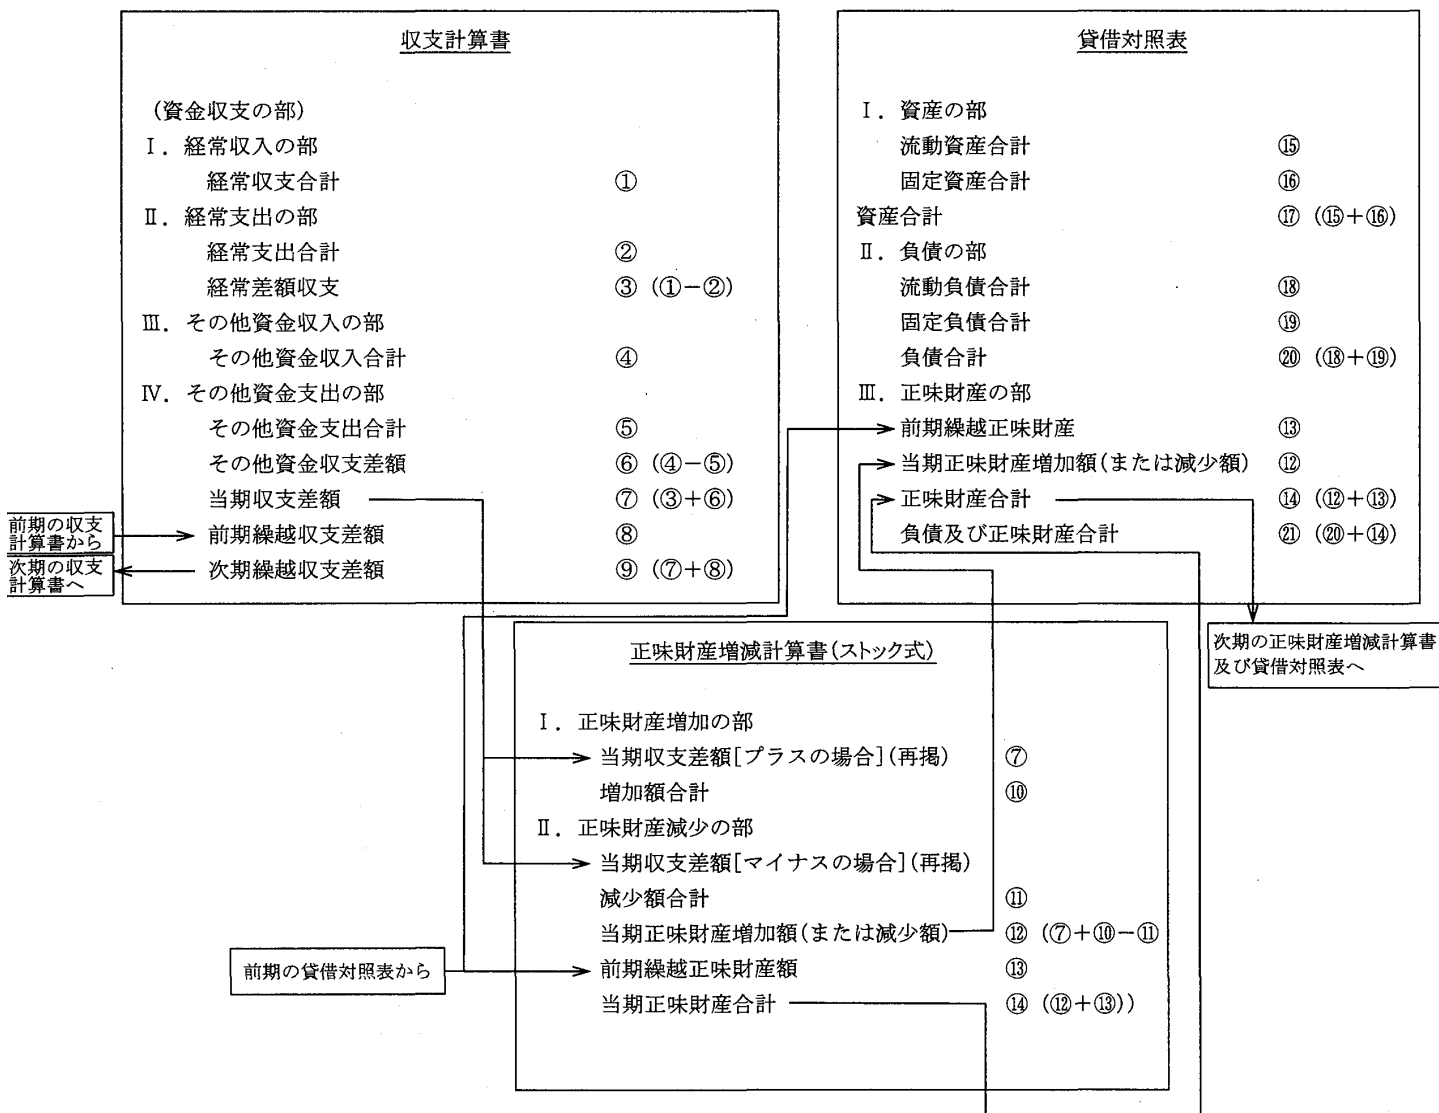 収支計算書
(資金収支の部)
Ⅰ．経常収入の部
経常収支合計 ①
Ⅱ．経常支出の部
経常支出合計 ②
経常差額収支 ③ (①－②)
Ⅲ．その他資金収入の部
その他資金収入合計 ④
Ⅳ．その他資金支出の部
その他資金支出合計 ⑤
その他資金収支差額 ⑥ (④－⑤)
当期収支差額 ⑦ (③＋⑥)
前期繰越収支差額 ⑧
次期繰越収支差額 ⑨ (⑦＋⑧)
前期の収支
計算書から
次期の収支
計算書へ
貸借対照表
Ⅰ．資産の部
流動資産合計 ⑮
固定資産合計 ⑯
資産合計 ⑰ (⑮＋⑯)
Ⅱ．負債の部
流動負債合計 ⑱
固定負債合計 ⑲
負債合計 ⑳ (⑱＋⑲)
Ⅲ．正味財産の部
前期繰越正味財産 ⑬
当期正味財産増加額(または減少額) ⑫
正味財産合計 ⑭ (⑫＋⑬)
負債及び正味財産合計 ㉑ (⑳＋⑭)
次期の正味財産増減計算書
及び貸借対照表へ
正味財産増減計算書(ストック式)
Ⅰ．正味財産増加の部
当期収支差額[プラスの場合](再掲) ⑦
増加額合計 ⑩
Ⅱ．正味財産減少の部
当期収支差額[マイナスの場合](再掲)
減少額合計 ⑪
当期正味財産増加額(または減少額) ⑫ (⑦＋⑩－⑪
前期繰越正味財産額 ⑬
当期正味財産合計 ⑭ (⑫＋⑬))
前期の貸借対照表から